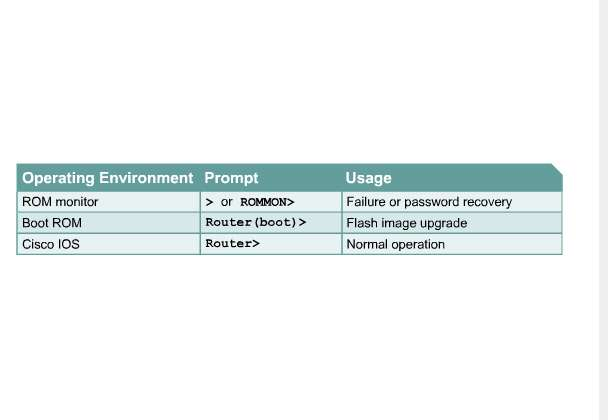 Operating Environment Prompt Usage
ROM monitor > or ROMMON> Failure or password recovery
Boot ROM Router(boot)> Flash image upgrade
Cisco IOS Router> Normal operation